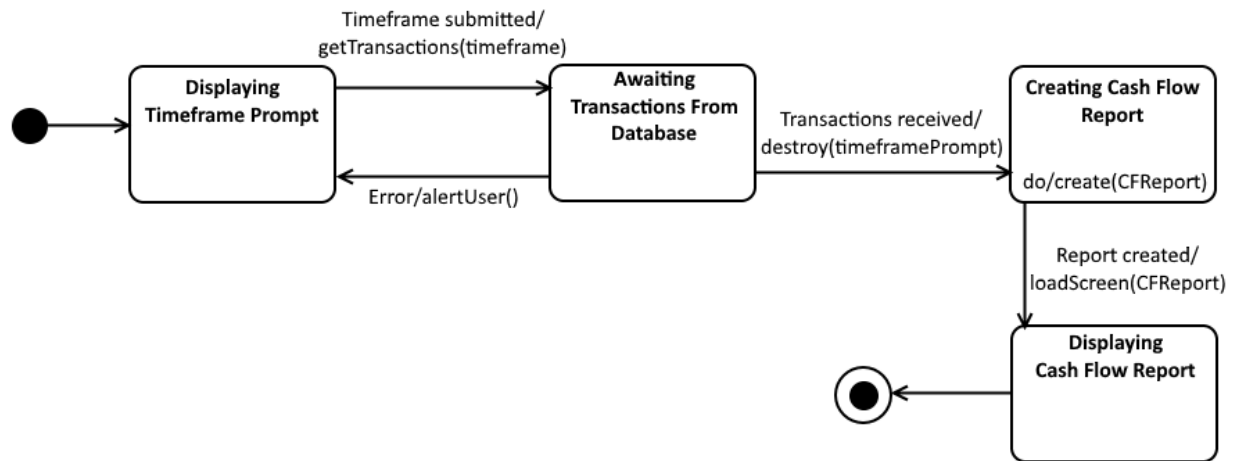 Timeframe submitted/
getTransactions(timeframe)
Displaying
Timeframe Prompt
Awaiting
Transactions From
Database
Error/alertUser()
Transactions received/
destroy(timeframePrompt)
Creating Cash Flow
Report
do/create(CFReport)
Report created/
loadScreen(CFReport)
Displaying
Cash Flow Report